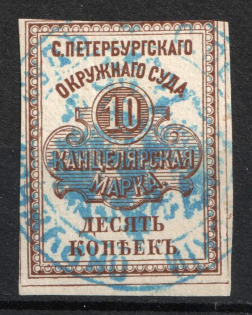 С. ПЕТЕРБУРГСКАГО
ОКРУЖНАГО СУДА
10
КАНЦЕЛЯРСКАЯ
МАРКА
ДЕСЯТЬ
КОПѢЕКЪ